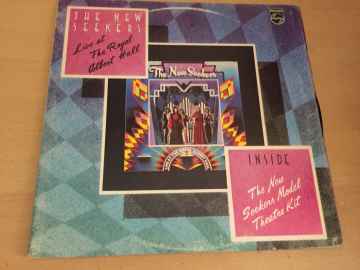 THE NEW
SEEKERS
Live at
The Royal
Albert Hall
The New Seekers
INSIDE
The New
Seekers Model
Theatre Kit